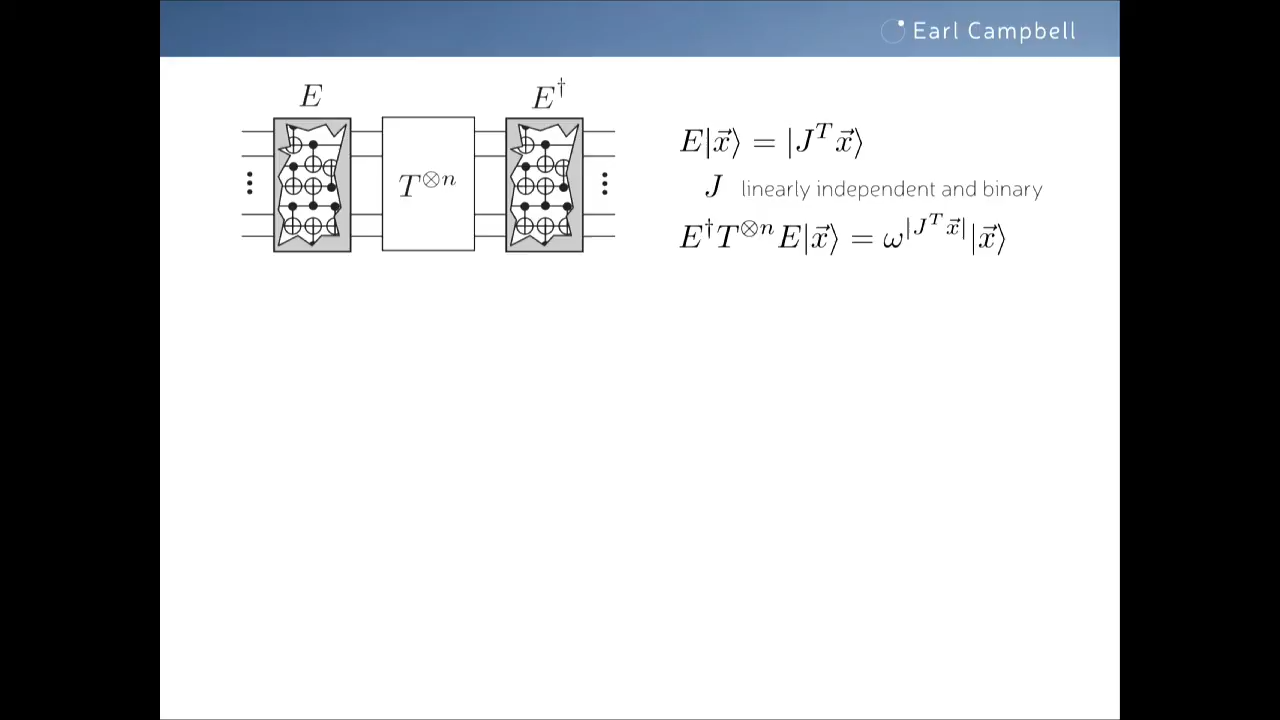 Earl Campbell
E
E†
T^{⊗n}
E|x⃗⟩ = |J^T x⃗⟩
J linearly independent and binary
E†T^{⊗n}E|x⃗⟩ = ω^{|J^T x⃗|}|x⃗⟩